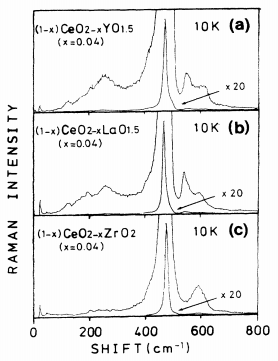 (1-x)CeO2-xYO1.5
(x=0.04)
10K (a)
x 20
(1-x)CeO2-xLaO1.5
(x=0.04)
10K (b)
x 20
(1-x)CeO2-xZrO2
(x=0.04)
10K (c)
x 20
RAMAN INTENSITY
0 200 400 600 800
SHIFT(cm-1)